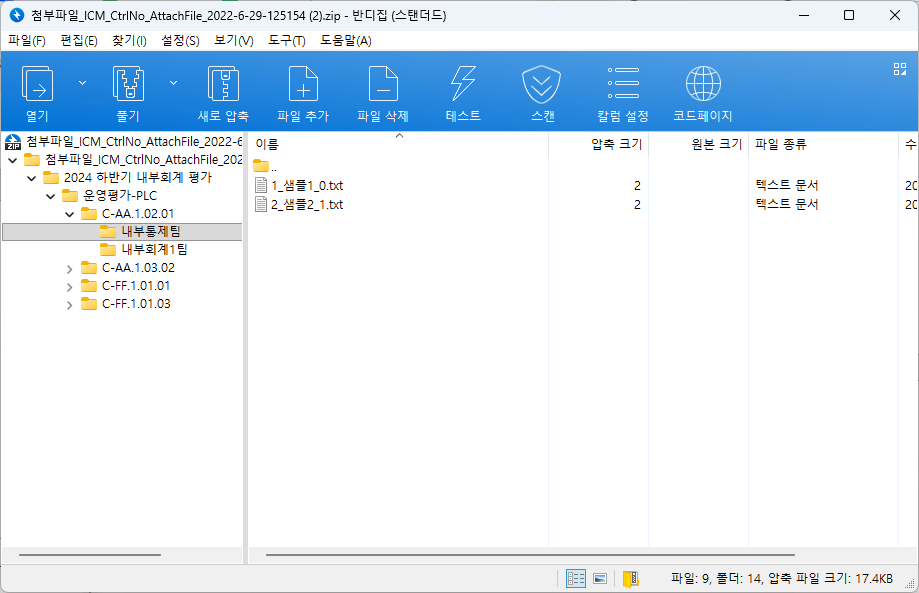 첨부파일_ICM_CtrlNo_AttachFile_2022-6-29-125154 (2).zip - 반디집 (스탠더드)
파일(F) 편집(E) 찾기(I) 설정(S) 보기(V) 도구(T) 도움말(A)
열기 풀기 새로 압축 파일 추가 파일 삭제 테스트 스캔 칼럼 설정 코드페이지
ZIP 첨부파일_ICM_CtrlNo_AttachFile_2022-6
첨부파일_ICM_CtrlNo_AttachFile_202
2024 하반기 내부회계 평가
운영평가-PLC
C-AA.1.02.01
내부통제팀
내부회계1팀
C-AA.1.03.02
C-FF.1.01.01
C-FF.1.01.03
이름 압축 크기 원본 크기 파일 종류 수
..
1_샘플1_0.txt 2 텍스트 문서 20
2_샘플2_1.txt 2 텍스트 문서 20
파일: 9, 폴더: 14, 압축 파일 크기: 17.4KB